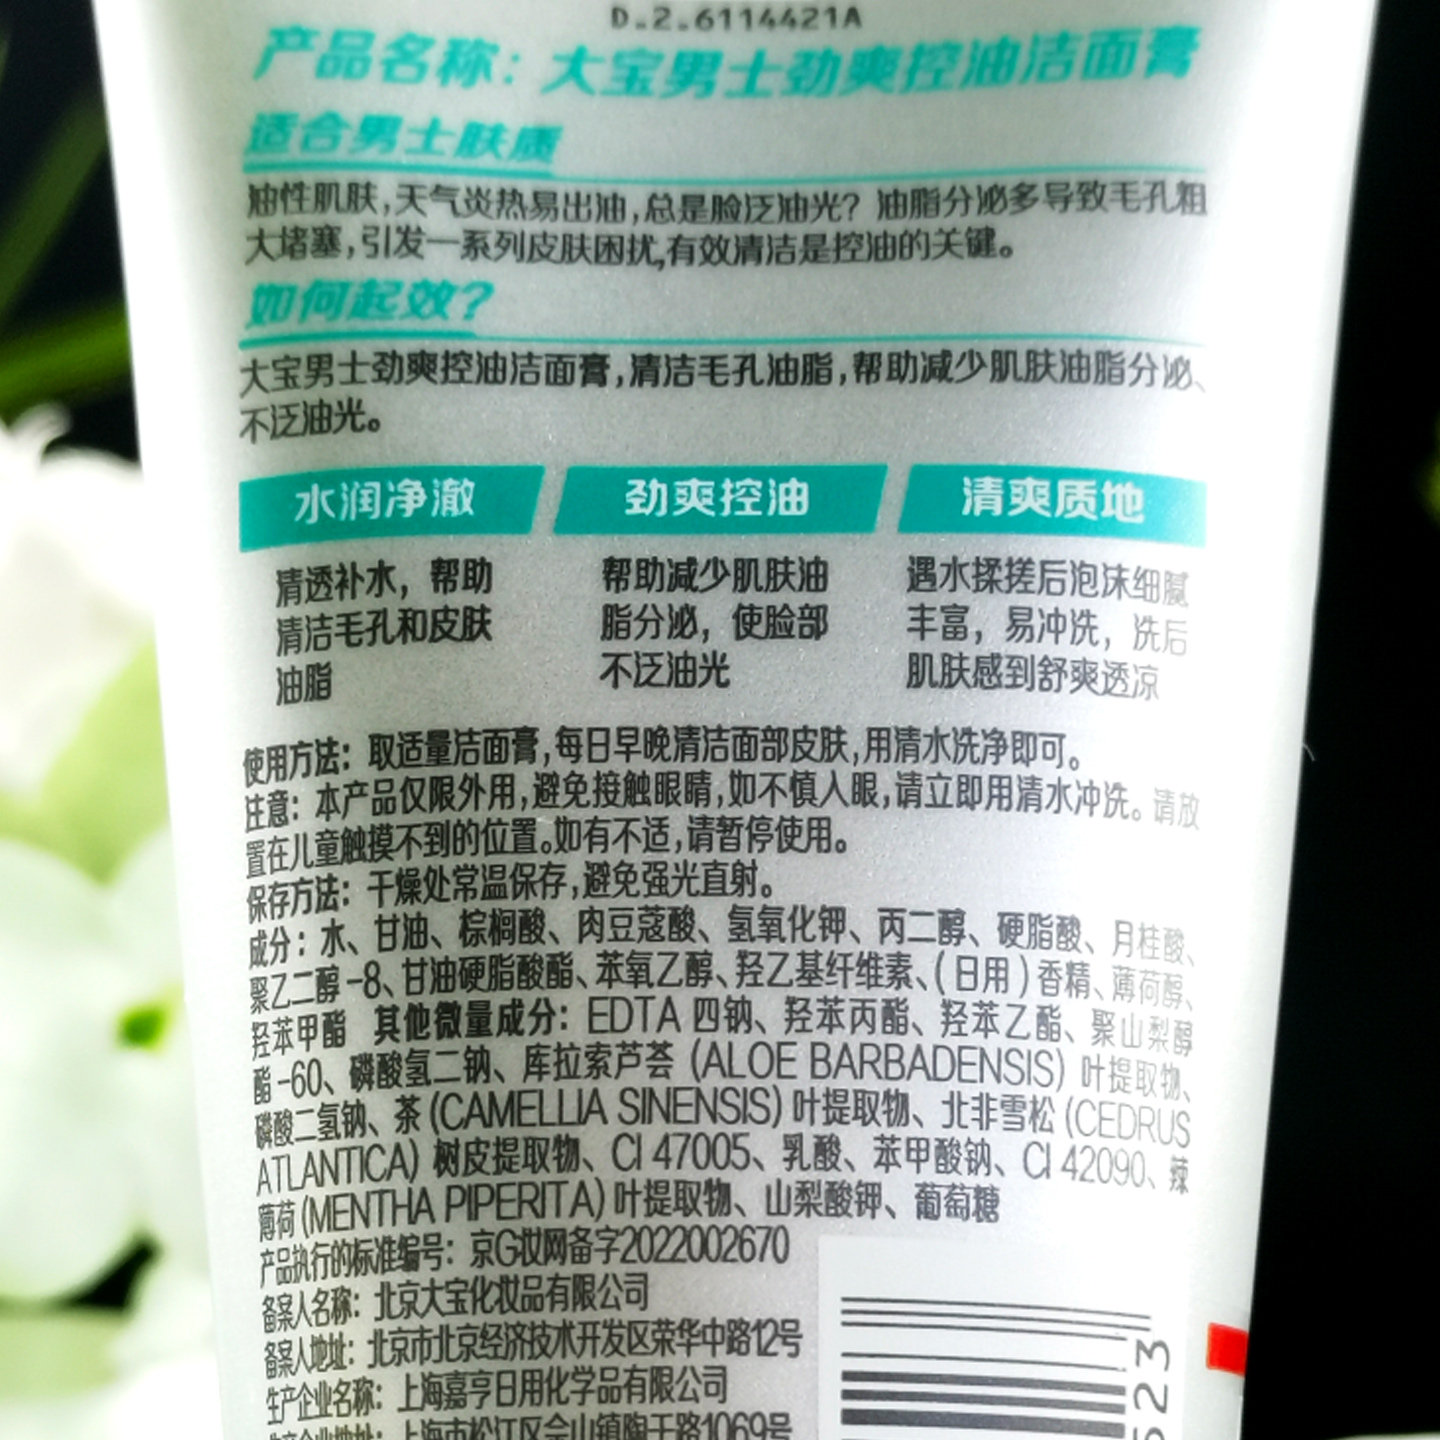 D-2-6114421A
产品名称：大宝男士劲爽控油洁面膏
适合男士肤质
油性肌肤,天气炎热易出油,总是脸泛油光？油脂分泌多导致毛孔粗
大堵塞,引发一系列皮肤困扰,有效清洁是控油的关键。
如何起效？
大宝男士劲爽控油洁面膏,清洁毛孔油脂,帮助减少肌肤油脂分泌、
不泛油光。
水润净澈 劲爽控油 清爽质地
清透补水，帮助
清洁毛孔和皮肤
油脂
帮助减少肌肤油
脂分泌，使脸部
不泛油光
遇水揉搓后泡沫细腻
丰富，易冲洗，洗后
肌肤感到舒爽透凉
使用方法：取适量洁面膏,每日早晚清洁面部皮肤,用清水洗净即可。
注意：本产品仅限外用,避免接触眼睛,如不慎入眼,请立即用清水冲洗。请放
置在儿童触摸不到的位置。如有不适,请暂停使用。
保存方法：干燥处常温保存,避免强光直射。
成分：水、甘油、棕榈酸、肉豆蔻酸、氢氧化钾、丙二醇、硬脂酸、月桂酸、
聚乙二醇-8、甘油硬脂酸酯、苯氧乙醇、羟乙基纤维素、(日用)香精、薄荷醇、
羟苯甲酯 其他微量成分：EDTA 四钠、羟苯丙酯、羟苯乙酯、聚山梨醇
酯-60、磷酸氢二钠、库拉索芦荟 (ALOE BARBADENSIS) 叶提取物、
磷酸二氢钠、茶 (CAMELLIA SINENSIS) 叶提取物、北非雪松 (CEDRUS
ATLANTICA) 树皮提取物、CI 47005、乳酸、苯甲酸钠、CI 42090、辣
薄荷 (MENTHA PIPERITA) 叶提取物、山梨酸钾、葡萄糖
产品执行的标准编号：京G妆网备字2022002670
备案人名称：北京大宝化妆品有限公司
备案人地址：北京市北京经济技术开发区荣华中路12号
生产企业名称：上海嘉亨日用化学品有限公司
生产企业地址：上海市松江区佘山镇陶干路1069号
523